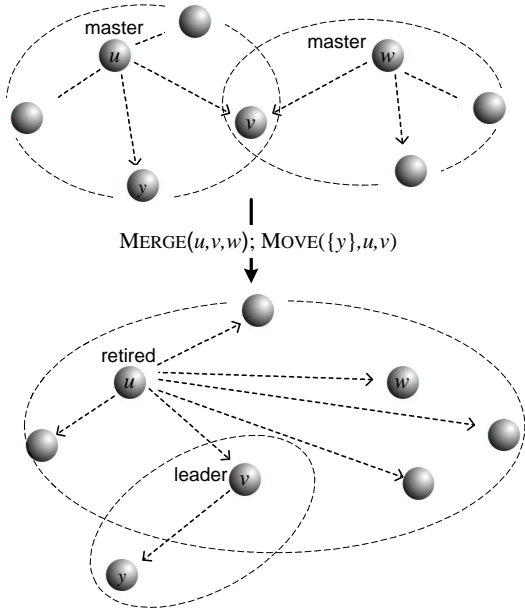 master
u
master
w
v
y
MERGE(u,v,w); MOVE({y},u,v)
retired
u
w
leader
v
y